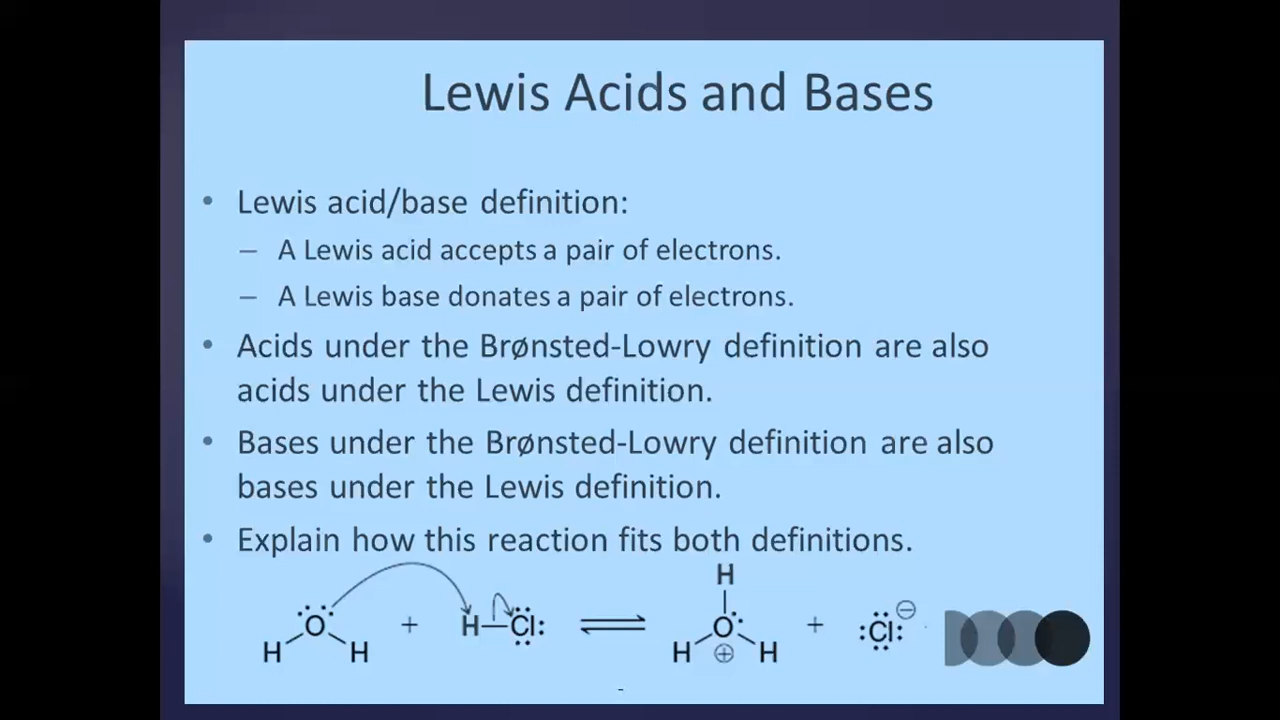 Lewis Acids and Bases
• Lewis acid/base definition:
– A Lewis acid accepts a pair of electrons.
– A Lewis base donates a pair of electrons.
• Acids under the Brønsted-Lowry definition are also
acids under the Lewis definition.
• Bases under the Brønsted-Lowry definition are also
bases under the Lewis definition.
• Explain how this reaction fits both definitions.
H
O + H—Cl: ⇌ O + :Cl: ⊖
H H H ⊕ H